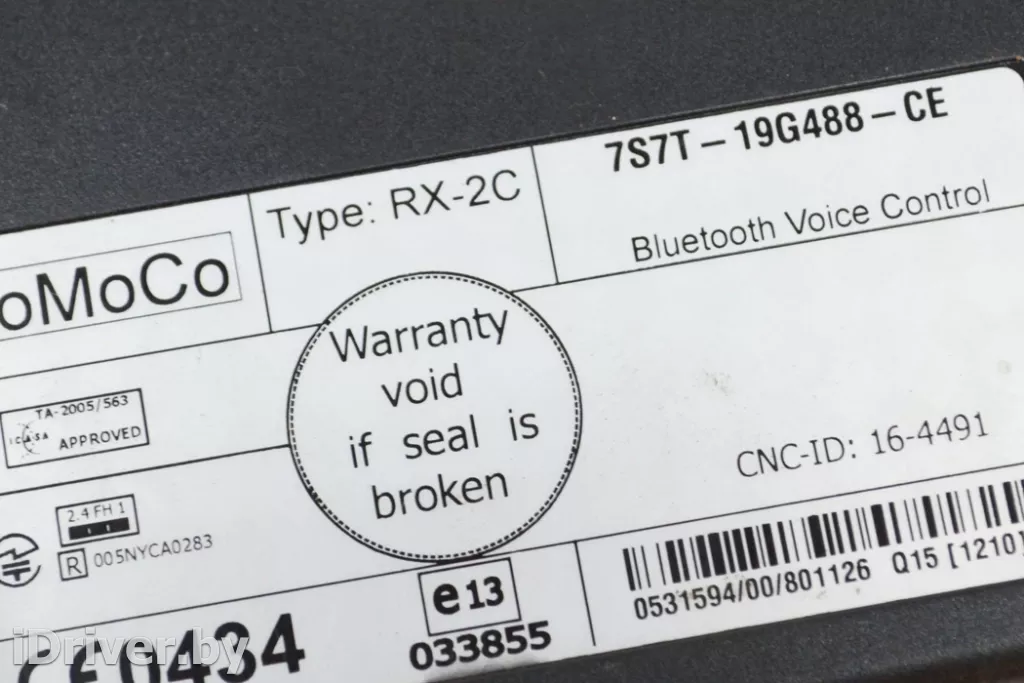 7S7T-19G488-CE
Type: RX-2C
Bluetooth Voice Control
oMoCo
Warranty
void
if seal is
broken
TA-2005/563
ICASA
APPROVED
CNC-ID: 16-4491
2.4 FH 1
R 005NYCA0283
e13
033855
0531594/00/801126 Q15 [1210]
CE0434
iDriver.by